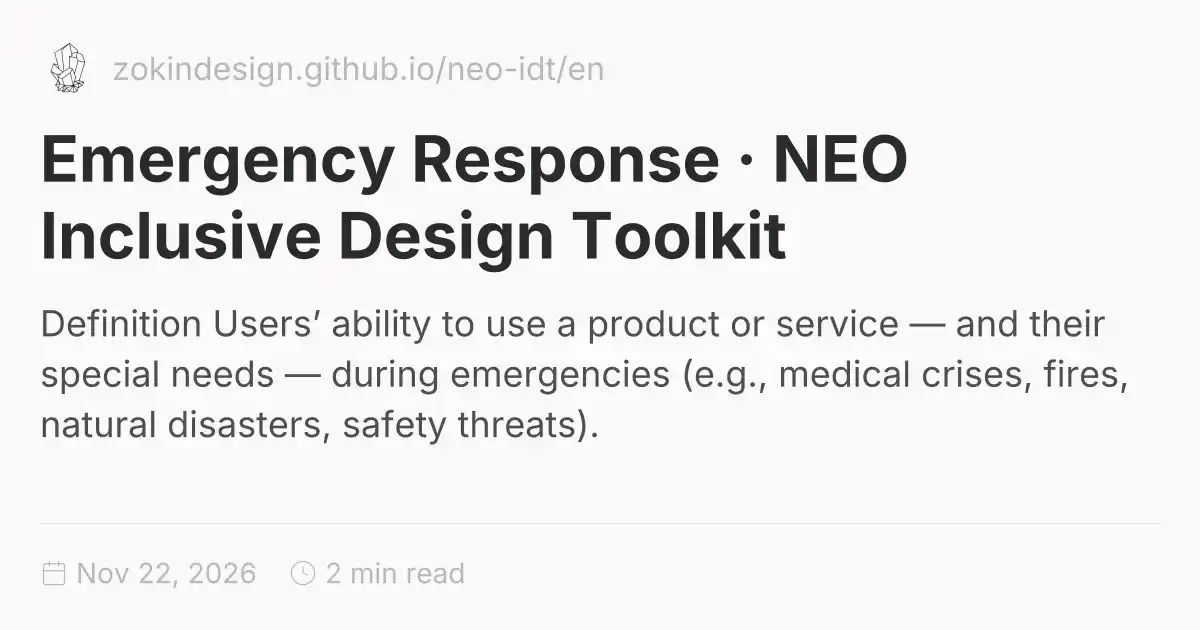 zokindesign.github.io/neo-idt/en
Emergency Response · NEO
Inclusive Design Toolkit
Definition Users’ ability to use a product or service — and their
special needs — during emergencies (e.g., medical crises, fires,
natural disasters, safety threats).
Nov 22, 2026 2 min read